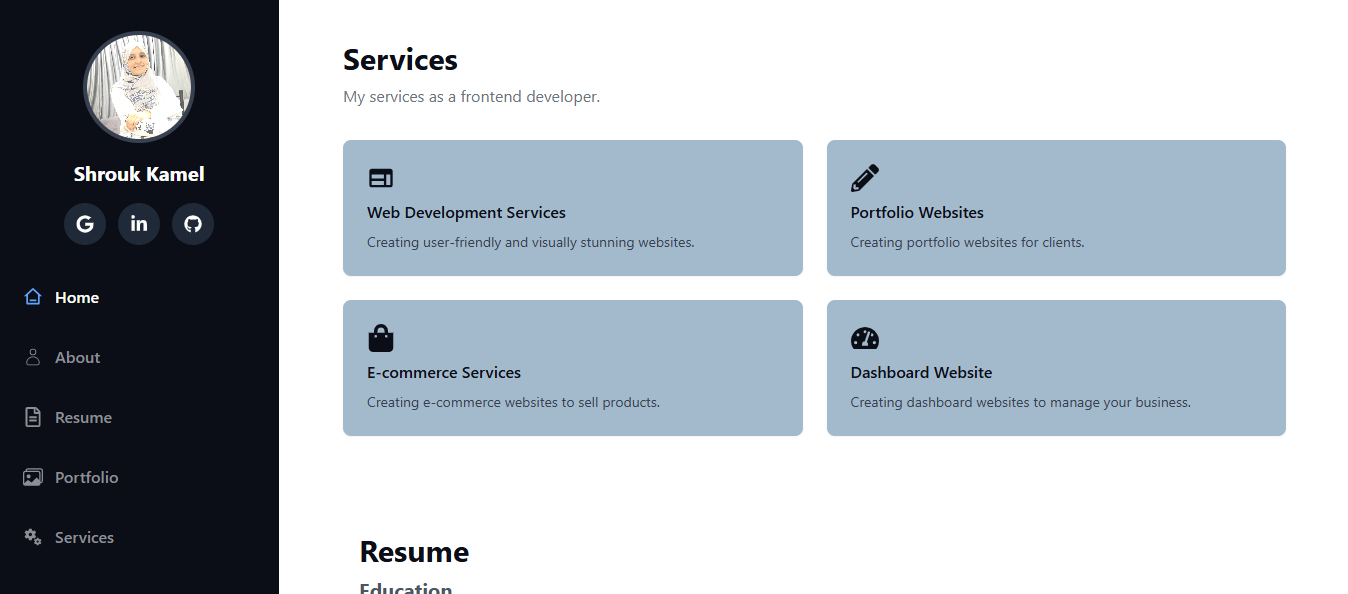 Shrouk Kamel
Home
About
Resume
Portfolio
Services
Services
My services as a frontend developer.
Web Development Services
Creating user-friendly and visually stunning websites.
Portfolio Websites
Creating portfolio websites for clients.
E-commerce Services
Creating e-commerce websites to sell products.
Dashboard Website
Creating dashboard websites to manage your business.
Resume
Education